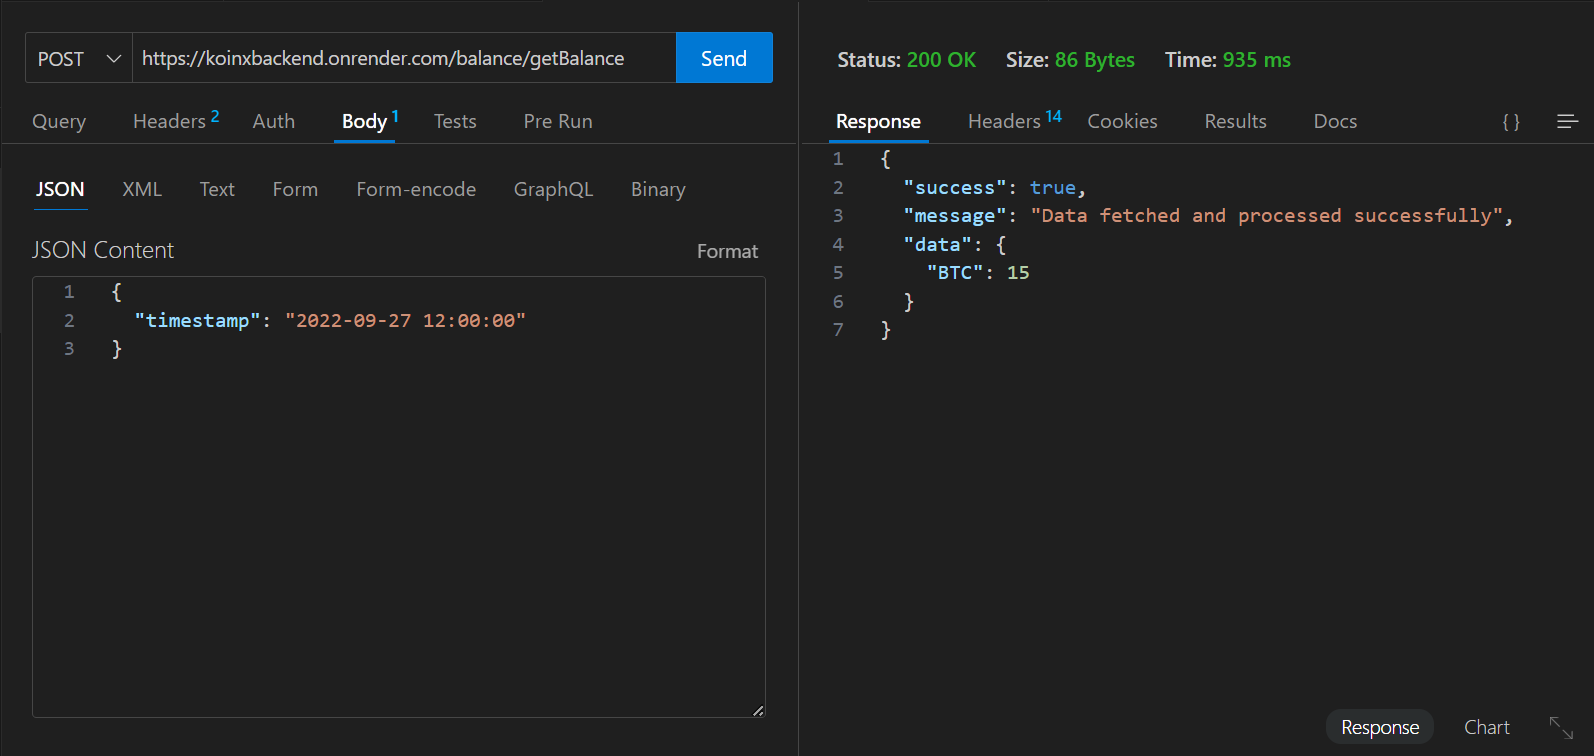 POST https://koinxbackend.onrender.com/balance/getBalance Send
Query Headers 2 Auth Body 1 Tests Pre Run
JSON XML Text Form Form-encode GraphQL Binary
JSON Content Format
1 {
2 "timestamp": "2022-09-27 12:00:00"
3 }
Status: 200 OK Size: 86 Bytes Time: 935 ms
Response Headers 14 Cookies Results Docs { }
1 {
2 "success": true,
3 "message": "Data fetched and processed successfully",
4 "data": {
5 "BTC": 15
6 }
7 }
Response Chart